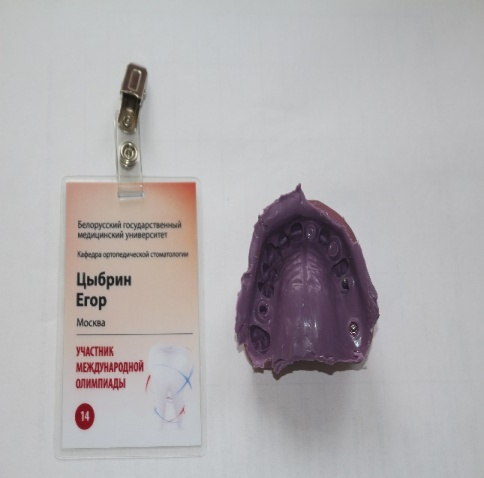 Белорусский государственный
медицинский университет
Кафедра ортопедической стоматологии
Цыбрин
Егор
Москва
УЧАСТНИК
МЕЖДУНАРОДНОЙ
ОЛИМПИАДЫ
14